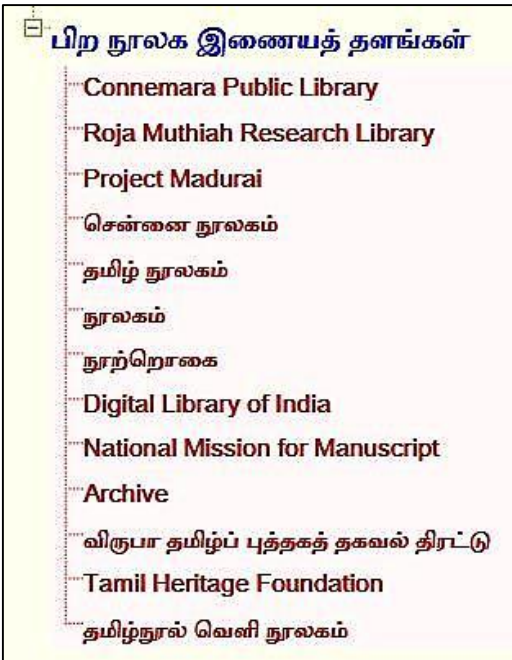 பிற நூலக இணையத் தளங்கள்
Connemara Public Library
Roja Muthiah Research Library
Project Madurai
சென்னை நூலகம்
தமிழ் நூலகம்
நூலகம்
நூற்றொகை
Digital Library of India
National Mission for Manuscript
Archive
விருபா தமிழ்ப் புத்தகத் தகவல் திரட்டு
Tamil Heritage Foundation
தமிழ்நூல் வெளி நூலகம்